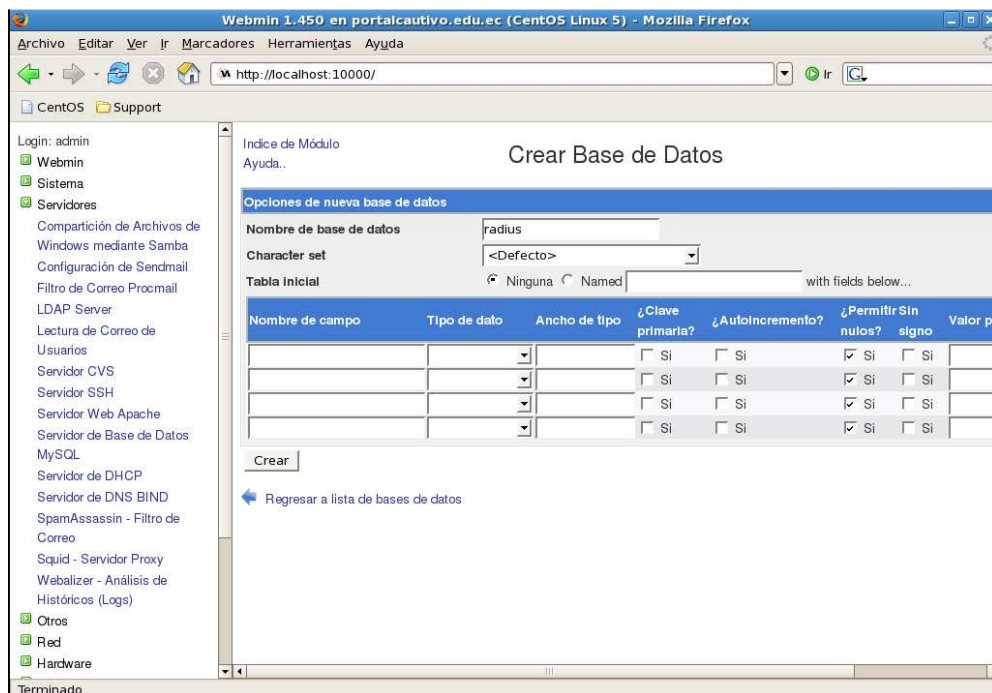 Webmin 1.450 en portalcautivo.edu.ec (CentOS Linux 5) - Mozilla Firefox
Archivo Editar Ver Ir Marcadores Herramientas Ayuda
http://localhost:10000/
Ir
CentOS Support
Login: admin
Webmin
Sistema
Servidores
Compartición de Archivos de
Windows mediante Samba
Configuración de Sendmail
Filtro de Correo Procmail
LDAP Server
Lectura de Correo de
Usuarios
Servidor CVS
Servidor SSH
Servidor Web Apache
Servidor de Base de Datos
MySQL
Servidor de DHCP
Servidor de DNS BIND
SpamAssassin - Filtro de
Correo
Squid - Servidor Proxy
Webalizer - Análisis de
Históricos (Logs)
Otros
Red
Hardware
Indice de Módulo
Ayuda..
Crear Base de Datos
Opciones de nueva base de datos
Nombre de base de datos radius
Character set <Defecto>
Tabla inicial Ninguna Named with fields below...
Nombre de campo Tipo de dato Ancho de tipo ¿Clave primaria? ¿Autoincremento? ¿Permitir nulos? Sin signo Valor p
Si Si Si Si
Si Si Si Si
Si Si Si Si
Si Si Si Si
Crear
Regresar a lista de bases de datos
Terminado